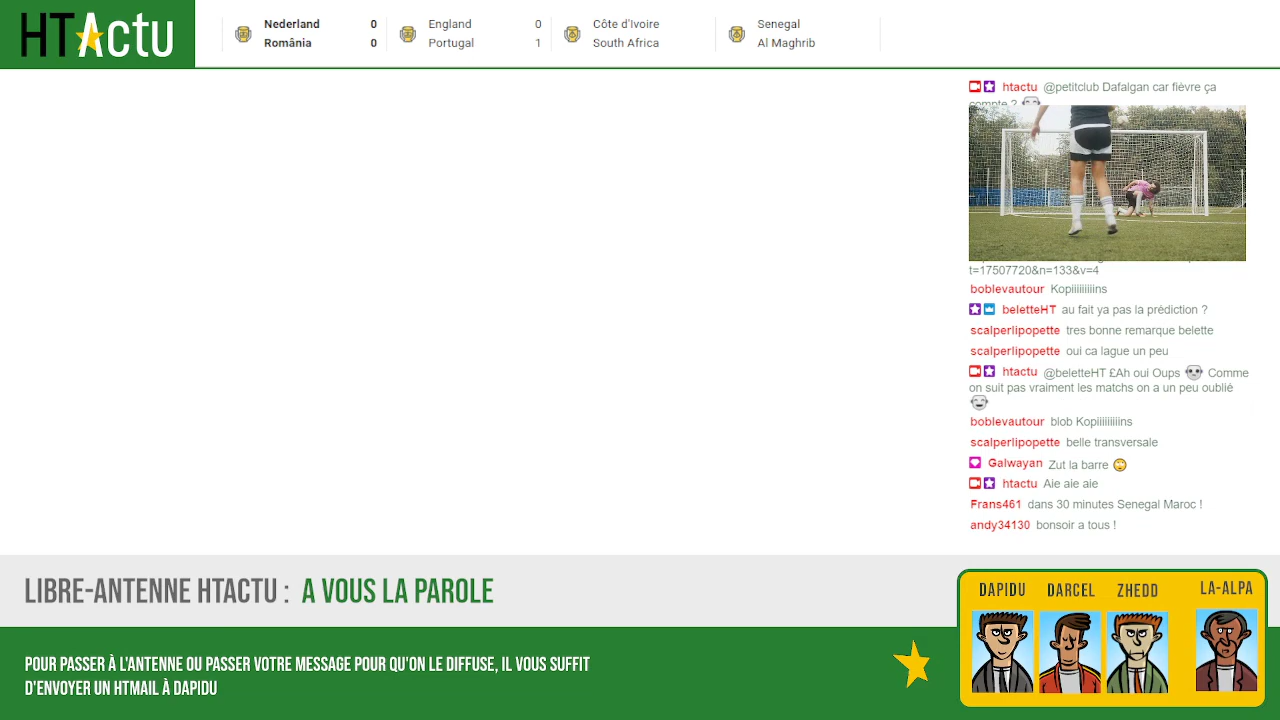 HTActu
Nederland 0
România 0
England 0
Portugal 1
Côte d'Ivoire
South Africa
Senegal
Al Maghrib
htactu @petitclub Dafalgan car fièvre ça
compte ?
t=17507720&n=133&v=4
boblevautour Kopiiiiiiiiins
beletteHT au fait ya pas la prédiction ?
scalperlipopette tres bonne remarque belette
scalperlipopette oui ca lague un peu
htactu @beletteHT £Ah oui Oups Comme
on suit pas vraiment les matchs on a un peu oublié
boblevautour blob Kopiiiiiiiiins
scalperlipopette belle transversale
Galwayan Zut la barre
htactu Aie aie aie
Frans461 dans 30 minutes Senegal Maroc !
andy34130 bonsoir a tous !
LIBRE-ANTENNE HTACTU : A VOUS LA PAROLE
DAPIDU DARCEL ZHEDD LA-ALPA
POUR PASSER À L'ANTENNE OU PASSER VOTRE MESSAGE POUR QU'ON LE DIFFUSE, IL VOUS SUFFIT
D'ENVOYER UN HTMAIL À DAPIDU